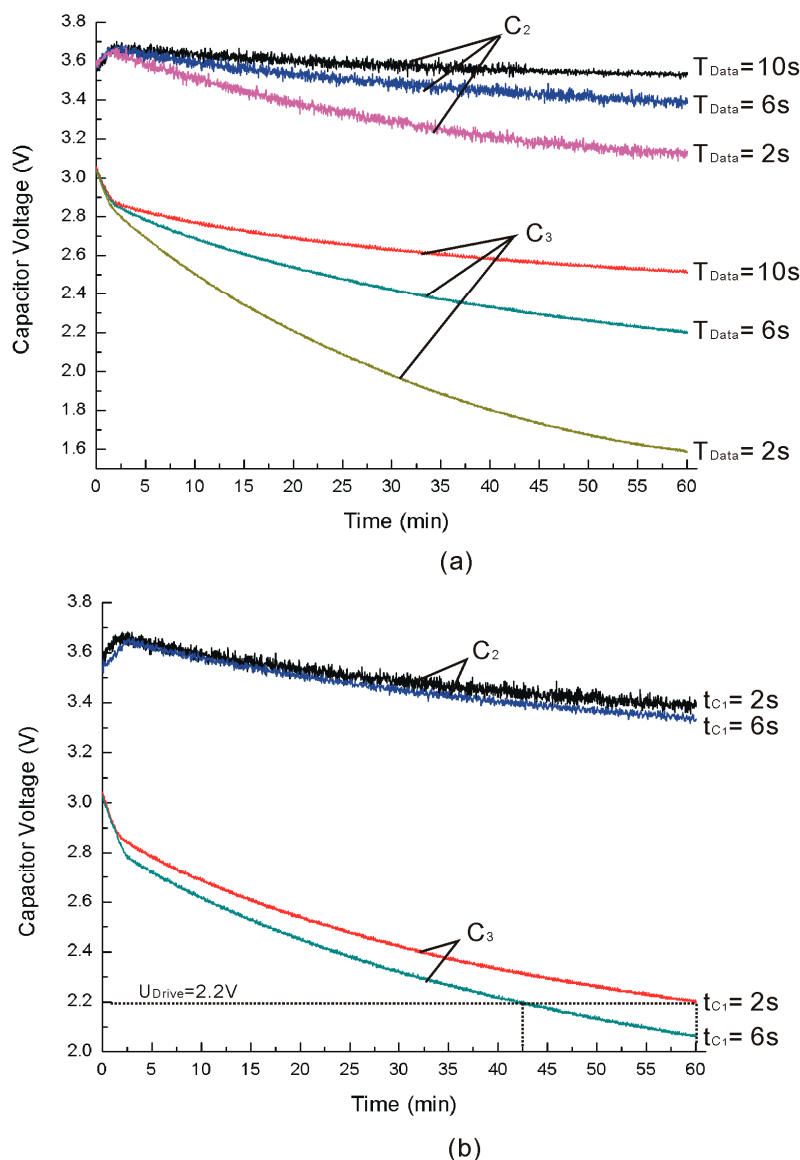 3.8
3.6
3.4
3.2
3.0
2.8
2.6
2.4
2.2
2.0
1.8
1.6
Capacitor Voltage (V)
C2
TData= 10s
TData= 6s
TData= 2s
C3
TData= 10s
TData= 6s
TData= 2s
0 5 10 15 20 25 30 35 40 45 50 55 60
Time (min)
(a)
3.8
3.6
3.4
3.2
3.0
2.8
2.6
2.4
2.2
2.0
Capacitor Voltage (V)
C2
tC1= 2s
tC1= 6s
C3
UDrive=2.2V
tC1= 2s
tC1= 6s
0 5 10 15 20 25 30 35 40 45 50 55 60
Time (min)
(b)